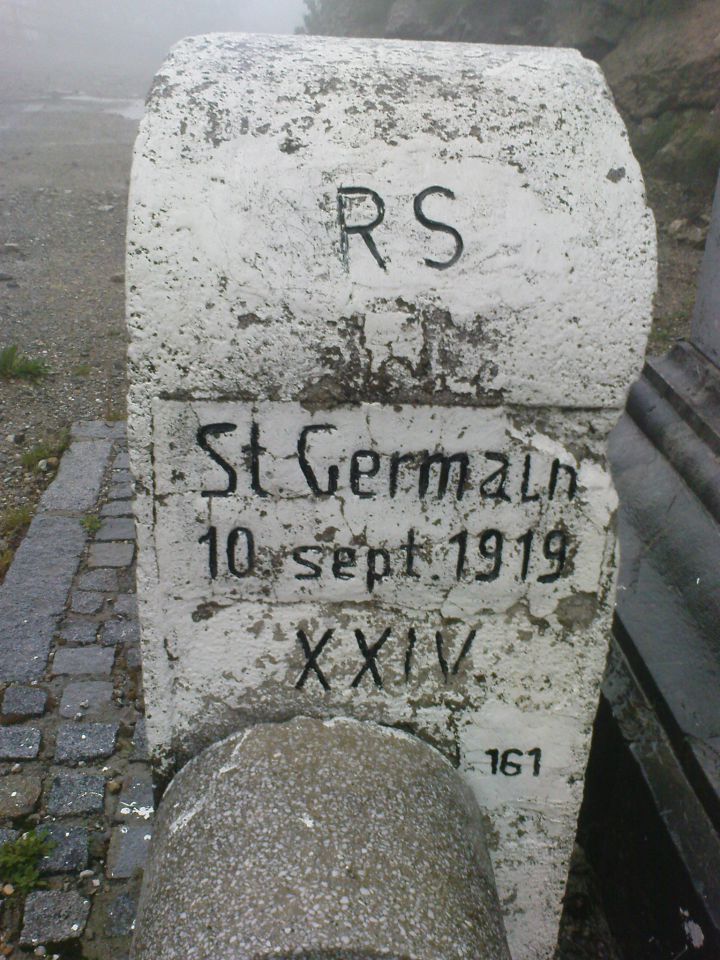 RS
St Germain
10 sept. 1919
XXIV
161